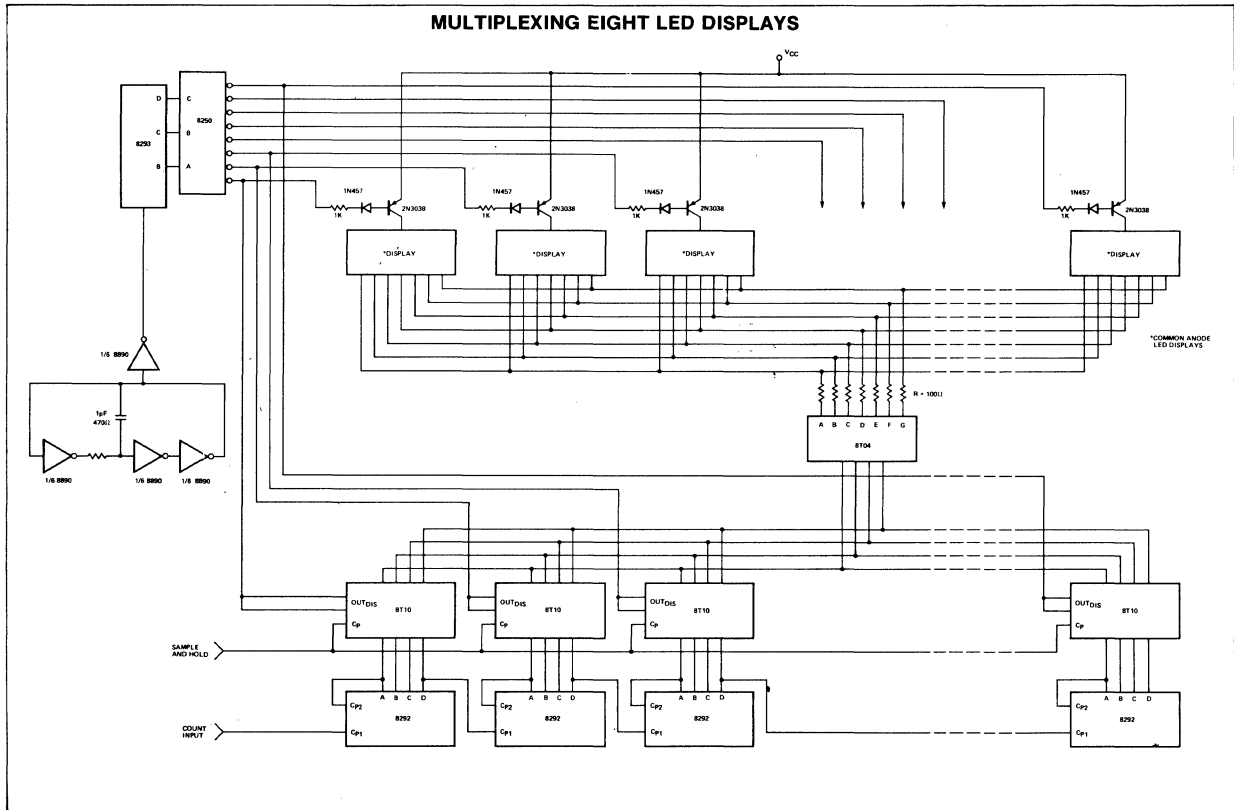 MULTIPLEXING EIGHT LED DISPLAYS
VCC
D C
8293 C B 8250
B A
1N457 1N457 1N457 1N457
1K 2N3038 1K 2N3038 1K 2N3038 1K 2N3038
*DISPLAY *DISPLAY *DISPLAY *DISPLAY
*COMMON ANODE
LED DISPLAYS
1/6 8890
1pF
470Ω
R = 100Ω
A B C D E F G
8T04
1/6 8890 1/6 8890 1/6 8890
OUTDIS 8T10 OUTDIS 8T10 OUTDIS 8T10 OUTDIS 8T10
CP CP CP CP
SAMPLE
AND HOLD
A B C D A B C D A B C D A B C D
CP2 CP2 CP2 CP2
8292 8292 8292 8292
COUNT
INPUT
CP1 CP1 CP1 CP1